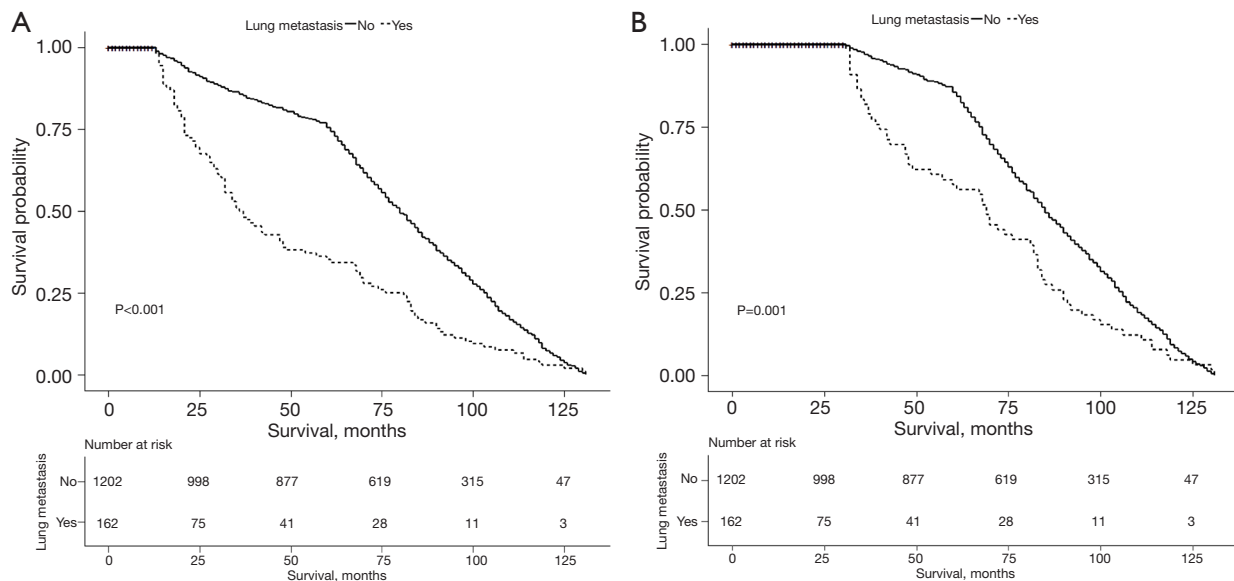 A
Lung metastasis No Yes
1.00
0.75
0.50
0.25
0.00
Survival probability
P<0.001
0 25 50 75 100 125
Survival, months
Number at risk
Lung metastasis
No 1202 998 877 619 315 47
Yes 162 75 41 28 11 3
0 25 50 75 100 125
Survival, months
B
Lung metastasis No Yes
1.00
0.75
0.50
0.25
0.00
Survival probability
P=0.001
0 25 50 75 100 125
Survival, months
Number at risk
Lung metastasis
No 1202 998 877 619 315 47
Yes 162 75 41 28 11 3
0 25 50 75 100 125
Survival, months